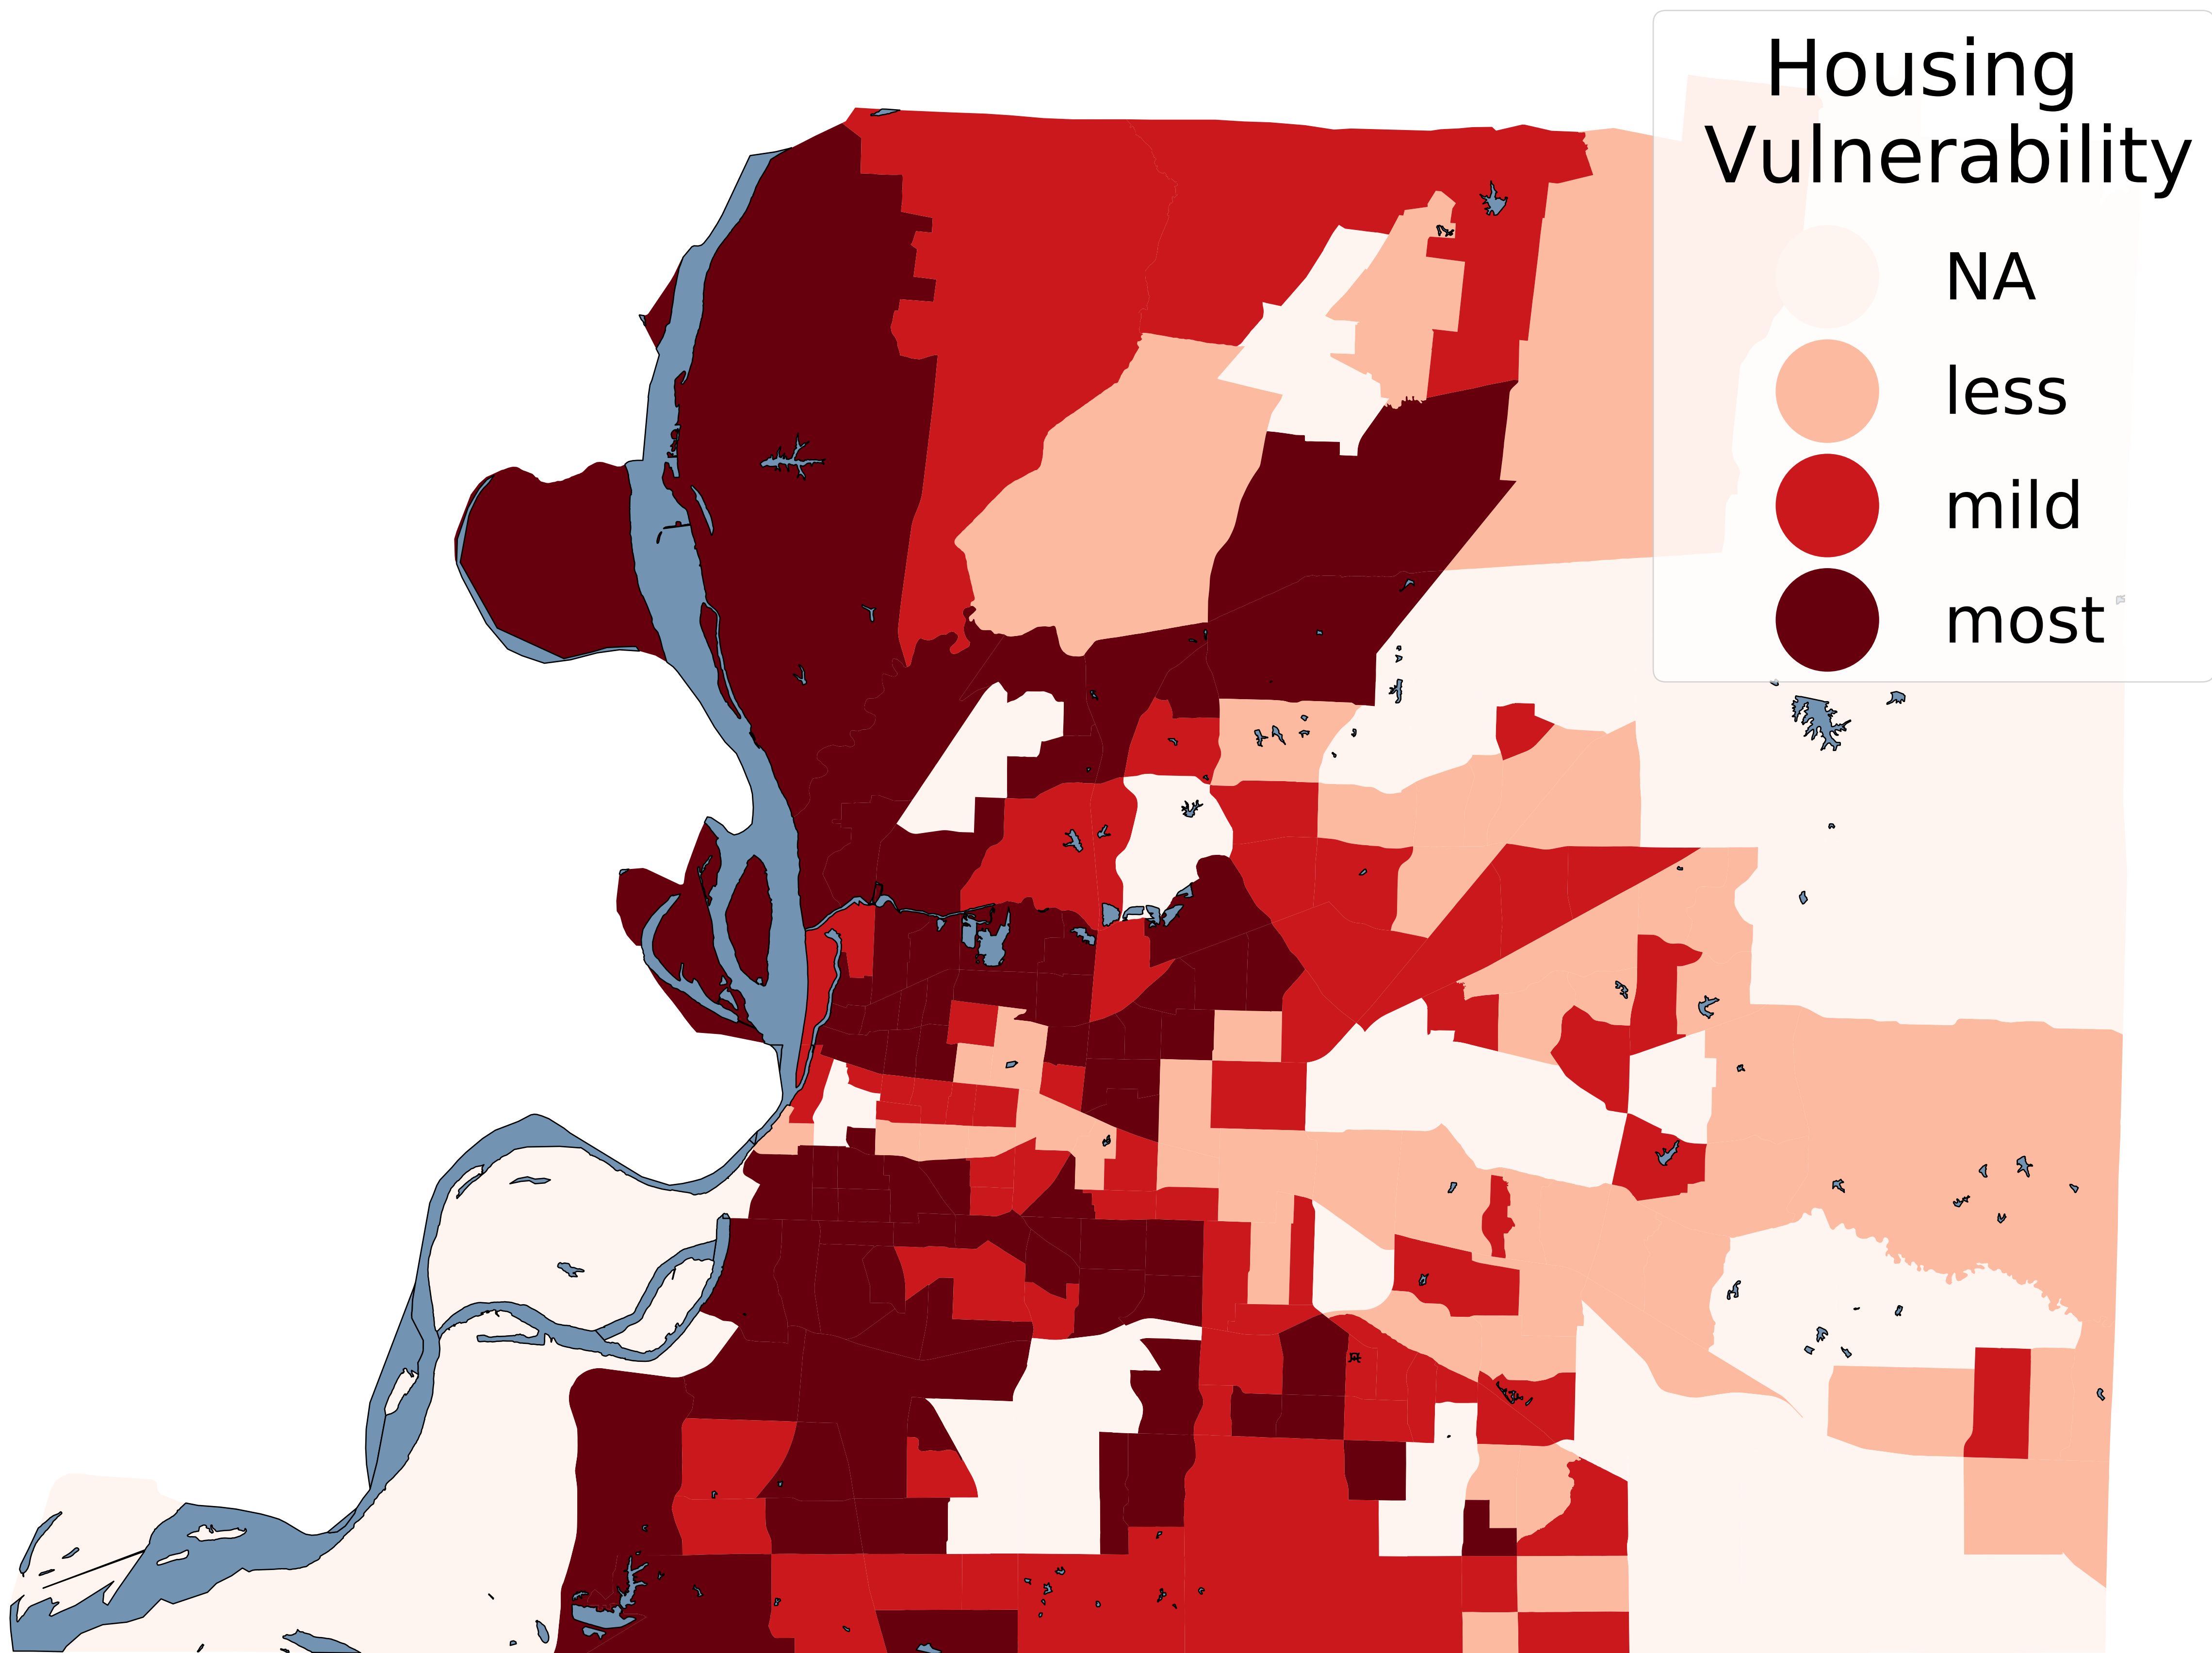 Housing
Vulnerability
NA
less
mild
most